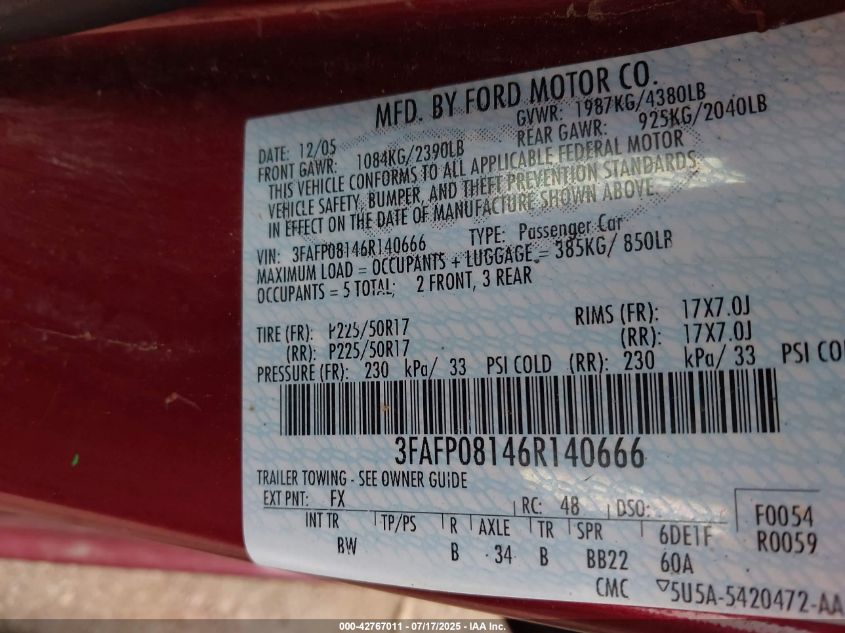 MFD. BY FORD MOTOR CO.
DATE: 12/05 GVWR: 1987KG/4380LB
FRONT GAWR: 1084KG/2390LB REAR GAWR: 925KG/2040LB
THIS VEHICLE CONFORMS TO ALL APPLICABLE FEDERAL MOTOR
VEHICLE SAFETY, BUMPER, AND THEFT PREVENTION STANDARDS
IN EFFECT ON THE DATE OF MANUFACTURE SHOWN ABOVE.
VIN: 3FAFP08146R140666 TYPE: Passenger Car
MAXIMUM LOAD = OCCUPANTS + LUGGAGE = 385KG/ 850LB
OCCUPANTS = 5 TOTAL; 2 FRONT, 3 REAR
TIRE (FR): P225/50R17 RIMS (FR): 17X7.0J
(RR): P225/50R17 (RR): 17X7.0J
PRESSURE (FR): 230 kPa/ 33 PSI COLD (RR): 230 kPa/ 33 PSI COL
3FAFP08146R140666
TRAILER TOWING - SEE OWNER GUIDE
EXT PNT: FX RC: 48 DSO: F0054
INT TR TP/PS R AXLE TR SPR 6DE1F R0059
BW B 34 B BB22 60A
CMC 5U5A-5420472-AA
000-42767011 - 07/17/2025 - IAA Inc.